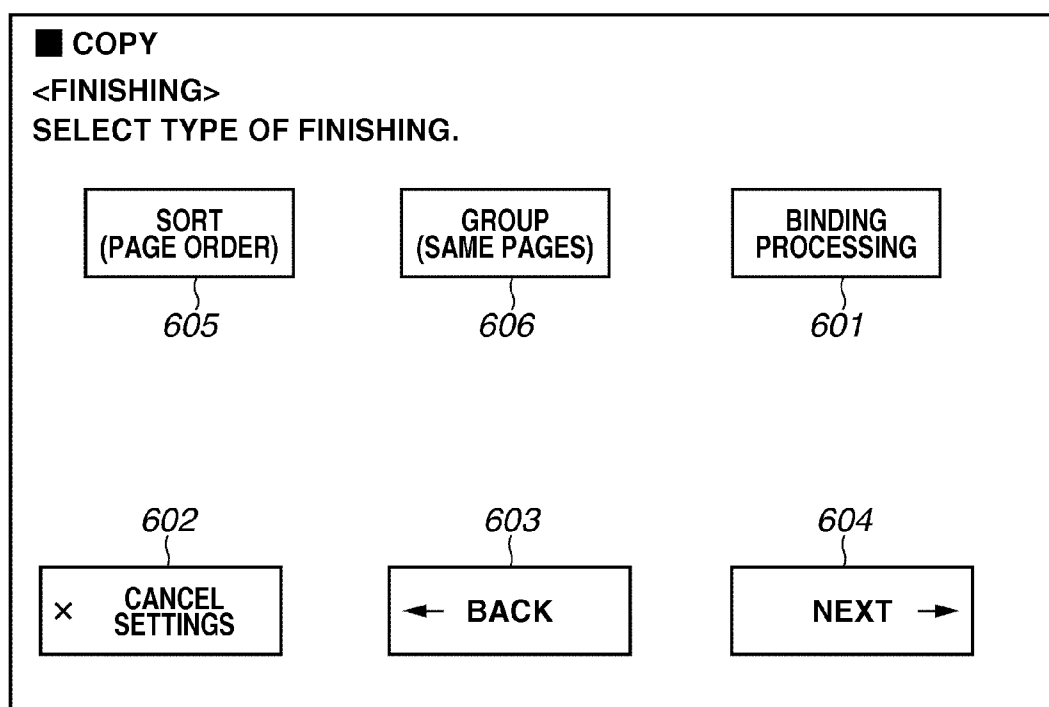 ■ COPY
<FINISHING>
SELECT TYPE OF FINISHING.
SORT
(PAGE ORDER)
605
GROUP
(SAME PAGES)
606
BINDING
PROCESSING
601
602
× CANCEL
SETTINGS
603
← BACK
604
NEXT →